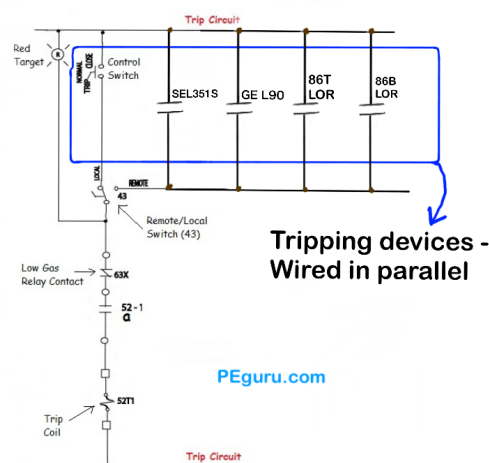 Trip Circuit
Red
Target
R
NORMAL
TRIP
CLOSE
Control
Switch
SEL351S
GE L90
86T
LOR
86B
LOR
LOCAL
REMOTE
43
Remote/Local
Switch (43)
Tripping devices -
Wired in parallel
Low Gas
Relay Contact
63X
52-1
a
PEguru.com
52T1
Trip
Coil
Trip Circuit